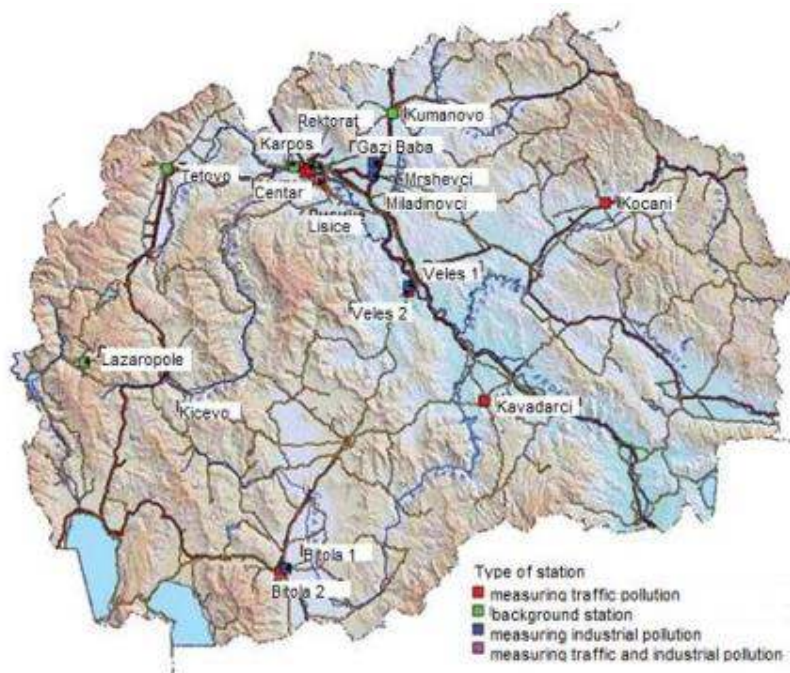 Rektorat
Kumanovo
Karpos
Gazi Baba
Tetovo
Mrshevci
Centar
Miladinovci
Kocani
Lisice
Veles 1
Veles 2
Lazaropole
Kicevo
Kavadarci
Bitola 1
Bitola 2
Type of station
measuring traffic pollution
background station
measuring industrial pollution
measuring traffic and industrial pollution